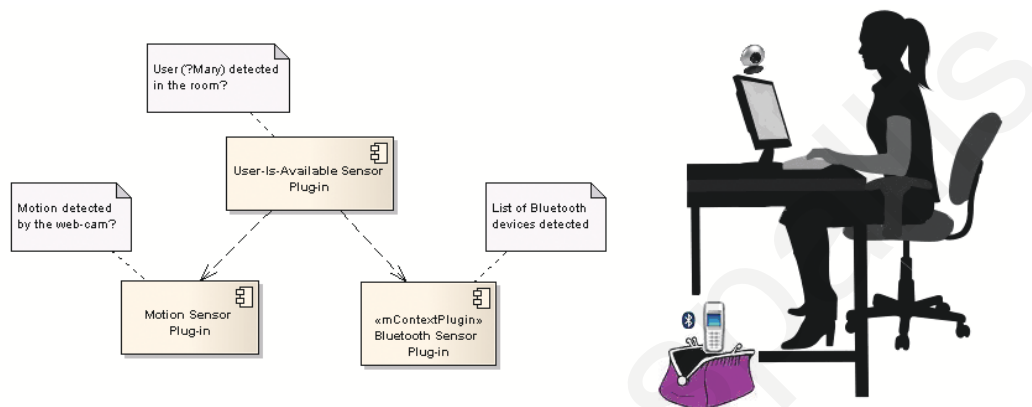 User (?Mary) detected
in the room?
User-Is-Available Sensor
Plug-in
Motion detected
by the web-cam?
List of Bluetooth
devices detected
Motion Sensor
Plug-in
«mContextPlugin»
Bluetooth Sensor
Plug-in